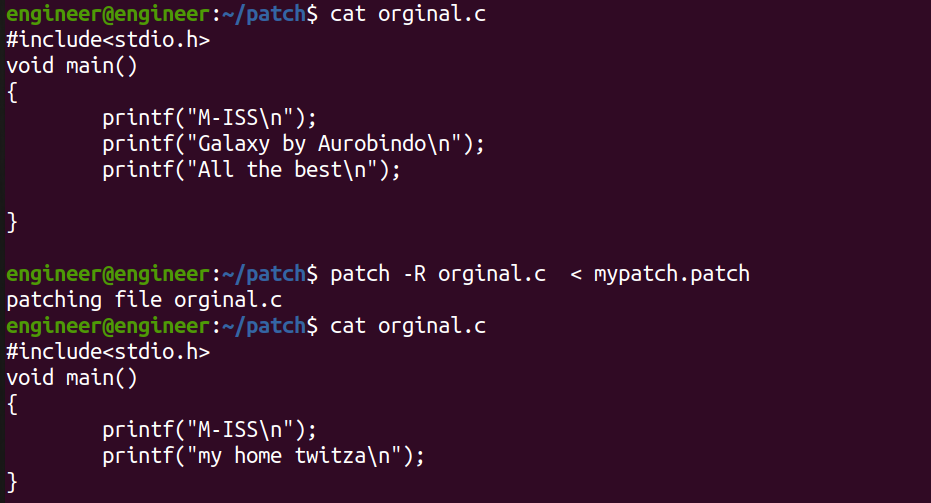 engineer@engineer:~/patch$ cat orginal.c
#include<stdio.h>
void main()
{
        printf("M-ISS\n");
        printf("Galaxy by Aurobindo\n");
        printf("All the best\n");

}

engineer@engineer:~/patch$ patch -R orginal.c  < mypatch.patch
patching file orginal.c
engineer@engineer:~/patch$ cat orginal.c
#include<stdio.h>
void main()
{
        printf("M-ISS\n");
        printf("my home twitza\n");
}